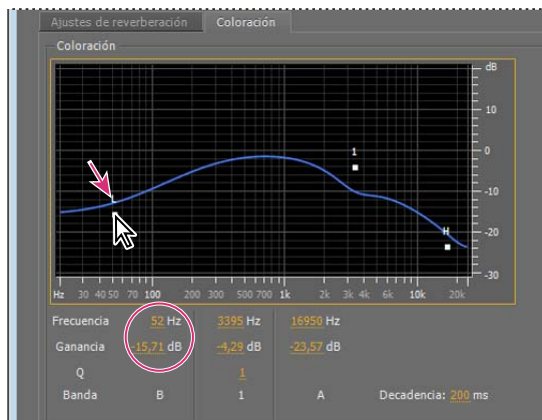 Ajustes de reverberación Coloración
Coloración
dB
10
1
0
L
-10
H
-20
-30
Hz 30 40 50 70 100 200 300 500 700 1k 2k 3k 4k 6k 10k 20k
Frecuencia 52 Hz 3395 Hz 16950 Hz
Ganancia -15,71 dB -4,29 dB -23,57 dB
Q 1
Banda B 1 A Decadencia: 200 ms